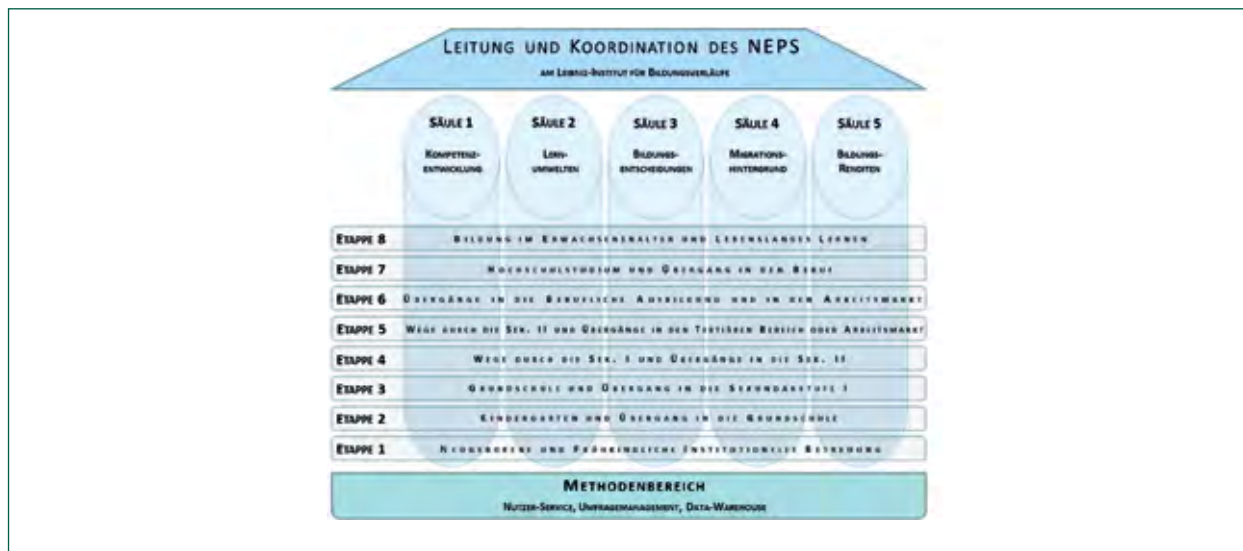 LEITUNG UND KOORDINATION DES NEPS
AM LEIBNIZ-INSTITUT FÜR BILDUNGSVERLÄUFE
SÄULE 1
KOMPETENZ-
ENTWICKLUNG
SÄULE 2
LERN-
UMWELTEN
SÄULE 3
BILDUNGS-
ENTSCHEIDUNGEN
SÄULE 4
MIGRATIONS-
HINTERGRUND
SÄULE 5
BILDUNGS-
RENDITEN
ETAPPE 8 BILDUNG IM ERWACHSENENALTER UND LEBENSLANGES LERNEN
ETAPPE 7 HOCHSCHULSTUDIUM UND ÜBERGANG IN DEN BERUF
ETAPPE 6 ÜBERGÄNGE IN DIE BERUFLICHE AUSBILDUNG UND IN DEN ARBEITSMARKT
ETAPPE 5 WEGE DURCH DIE SEK. II UND ÜBERGÄNGE IN DEN TERTIÄREN BEREICH ODER ARBEITSMARKT
ETAPPE 4 WEGE DURCH DIE SEK. I UND ÜBERGÄNGE IN DIE SEK. II
ETAPPE 3 GRUNDSCHULE UND ÜBERGANG IN DIE SEKUNDARSTUFE I
ETAPPE 2 KINDERGARTEN UND ÜBERGANG IN DIE GRUNDSCHULE
ETAPPE 1 NEUGEBORENE UND FRÜHKINDLICHE INSTITUTIONELLE BETREUUNG
METHODENBEREICH
NUTZER-SERVICE, UMFRAGEMANAGEMENT, DATA-WAREHOUSE